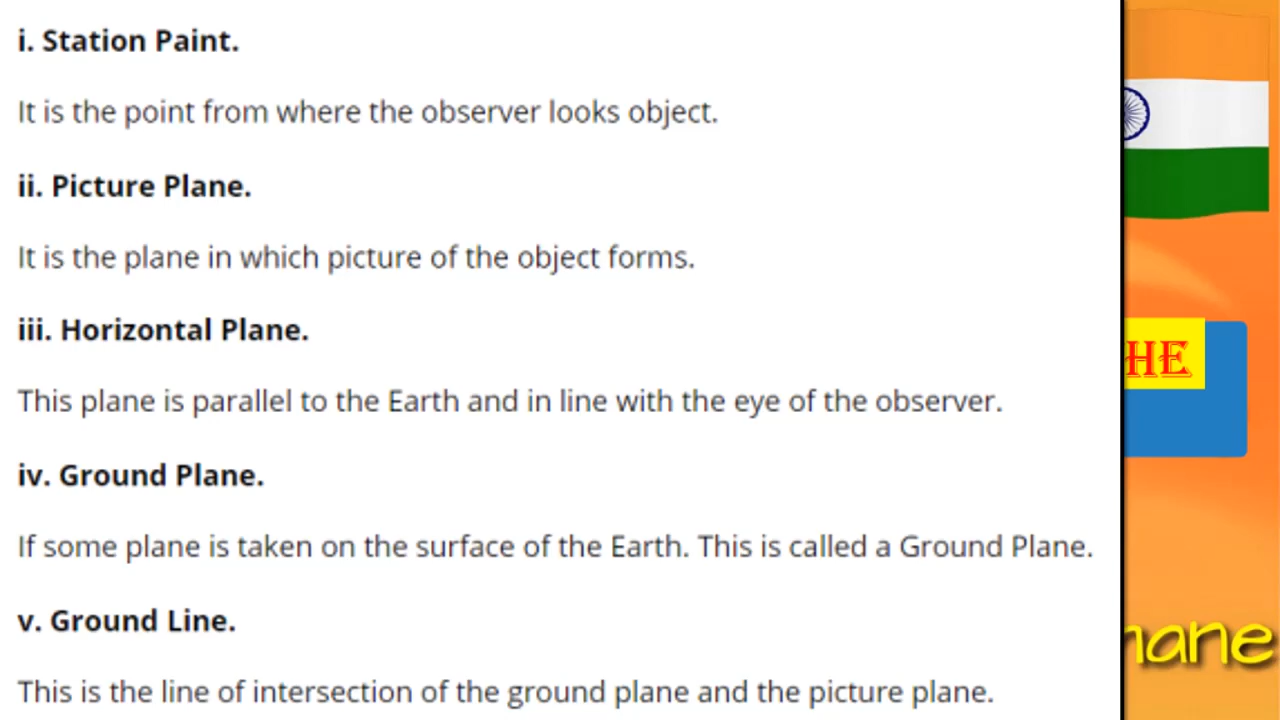 i. Station Paint.
It is the point from where the observer looks object.
ii. Picture Plane.
It is the plane in which picture of the object forms.
iii. Horizontal Plane.
This plane is parallel to the Earth and in line with the eye of the observer.
HE
iv. Ground Plane.
If some plane is taken on the surface of the Earth. This is called a Ground Plane.
v. Ground Line.
nane
This is the line of intersection of the ground plane and the picture plane.